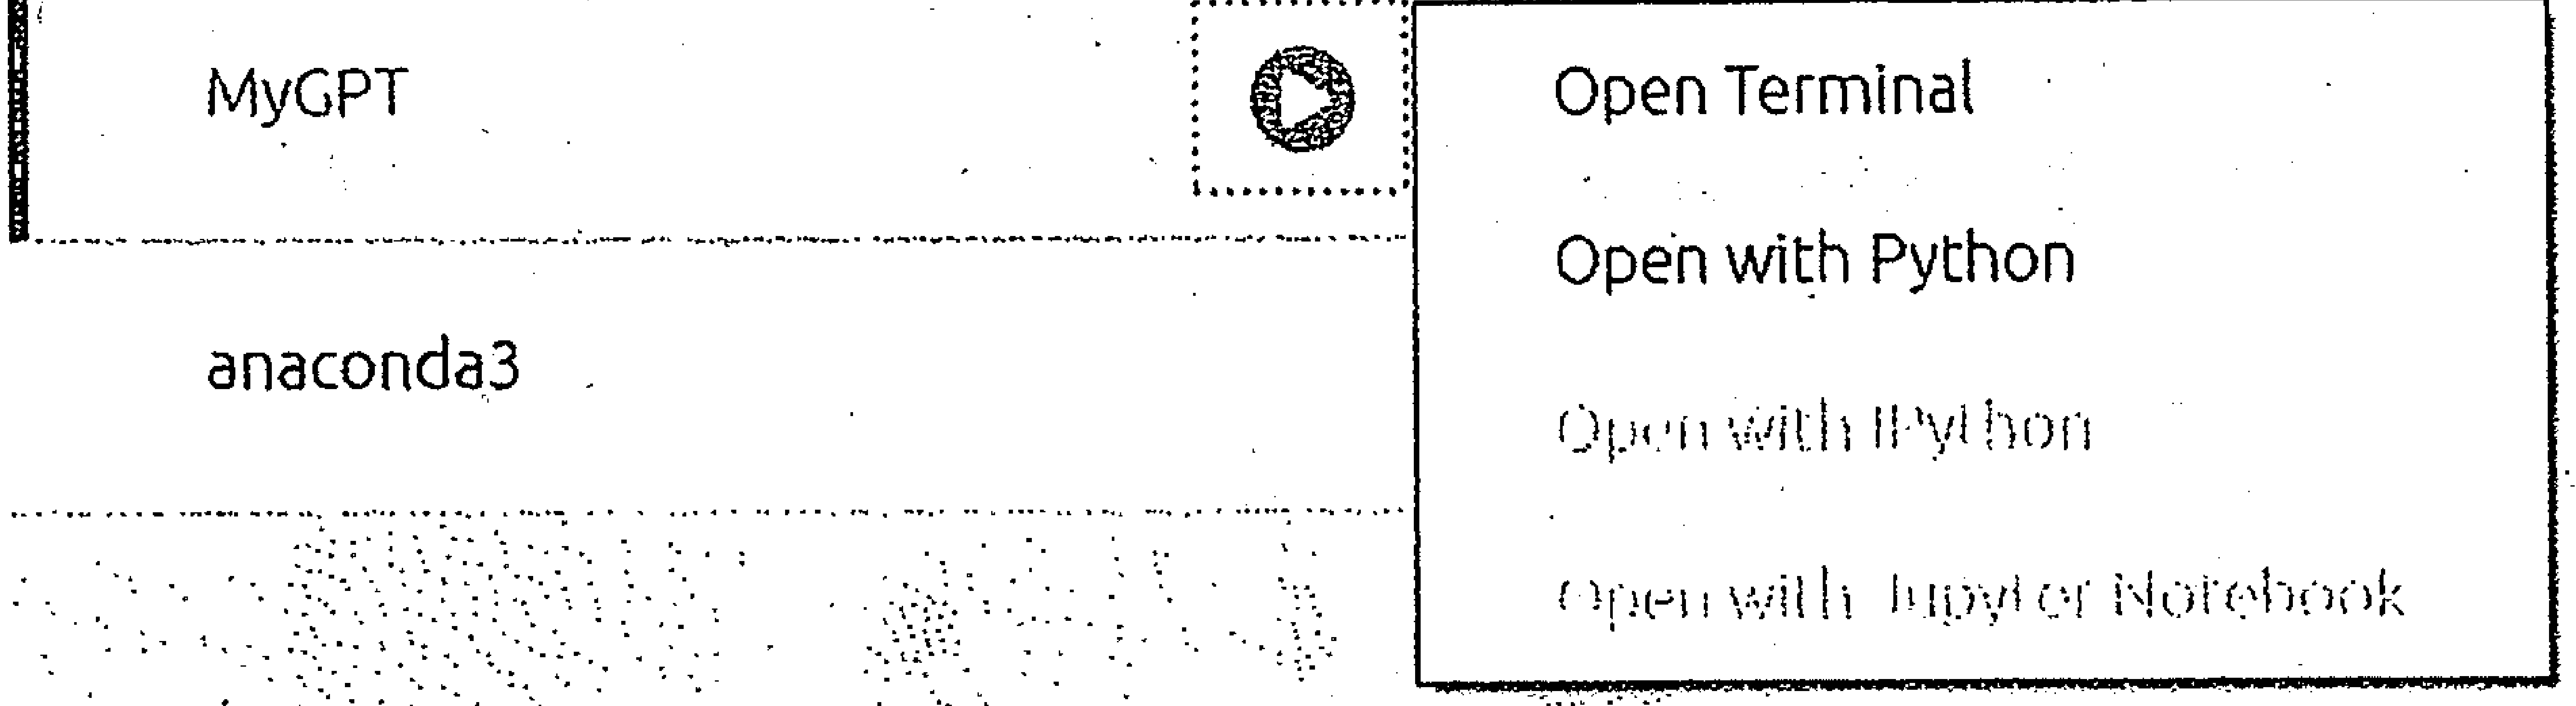 MyGPT
anaconda3
Open Terminal
Open with Python
Open with IPython
Open with Jupyter Notebook